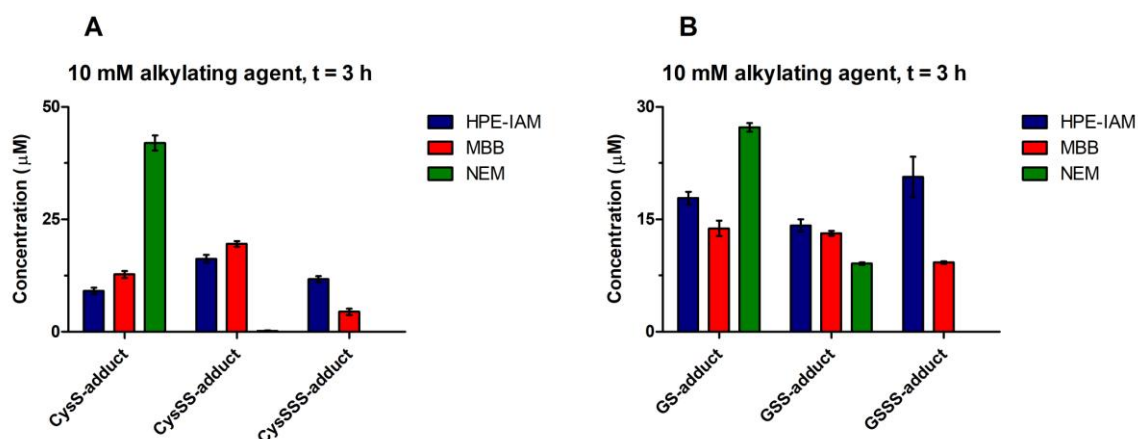 A
10 mM alkylating agent, t = 3 h
Concentration (μM)
50
25
0
CysS-adduct
CysSS-adduct
CysSSS-adduct
HPE-IAM
MBB
NEM
B
10 mM alkylating agent, t = 3 h
Concentration (μM)
30
15
0
GS-adduct
GSS-adduct
GSSS-adduct
HPE-IAM
MBB
NEM